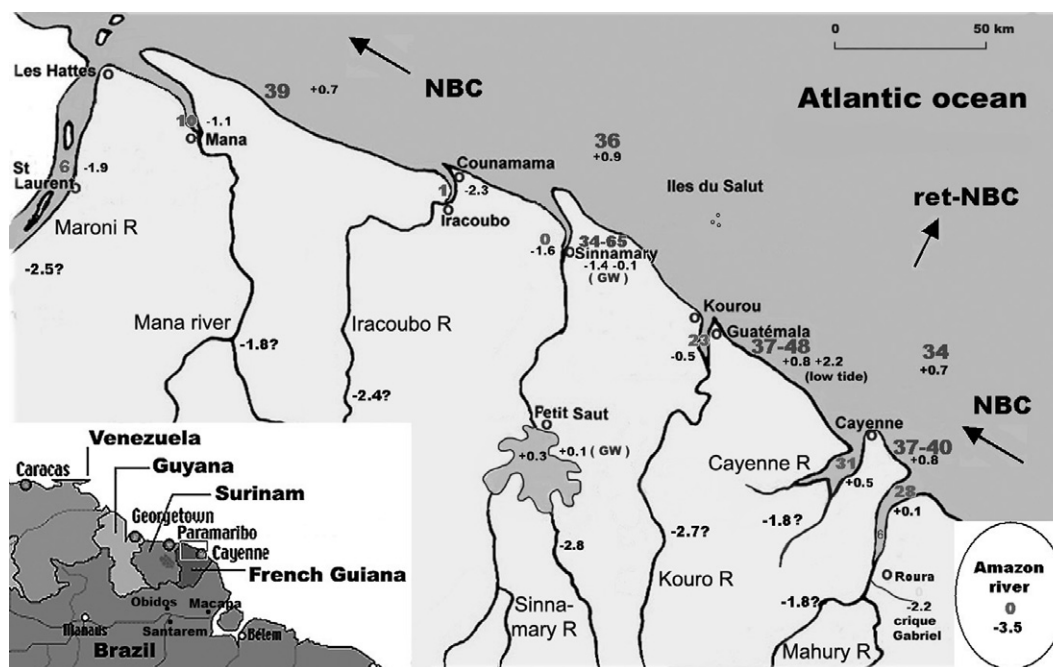 0 50 km
Les Hattes
NBC
39 +0.7
Atlantic ocean
10 -1.1
Mana
36
+0.9
Counamama
6 -1.9
St
Laurent
1 -2.3
Iles du Salut
ret-NBC
Iracoubo
Maroni R
0
-1.6
34-65
Sinnamary
-1.4 -0.1
( GW )
-2.5?
Mana river
Iracoubo R
Kourou
Guatémala
-1.8?
23
-0.5
37-48
+0.8 +2.2
(low tide)
34
+0.7
-2.4?
NBC
Petit Saut
Cayenne
+0.3
+0.1 ( GW )
Cayenne R
31
+0.5
37-40
+0.8
28
+0.1
-1.8?
6
-2.7?
-2.8
Kouro R
Roura
0
-1.8?
-2.2
crique
Gabriel
Sinna-
mary R
Mahury R
Amazon
river
0
-3.5
Venezuela
Caracas
Guyana
Surinam
Georgetown
Paramaribo
Cayenne
French Guiana
Obidos
Macapa
Manaus
Santarem
Bélem
Brazil